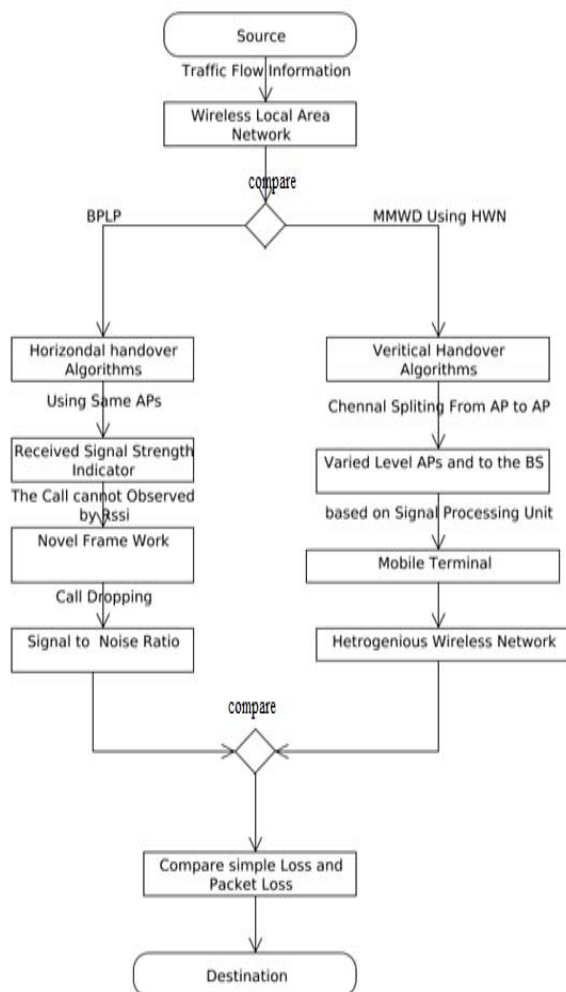 Source
Traffic Flow Information
Wireless Local Area
Network
compare
BPLP
MMWD Using HWN
Horizondal handover
Algorithms
Using Same APs
Received Signal Strength
Indicator
The Call cannot Observed
by Rssi
Novel Frame Work
Call Dropping
Signal to Noise Ratio
Veritical Handover
Algorithms
Chennal Spliting From AP to AP
Varied Level APs and to the BS
based on Signal Processing Unit
Mobile Terminal
Hetrogenious Wireless Network
compare
Compare simple Loss and
Packet Loss
Destination